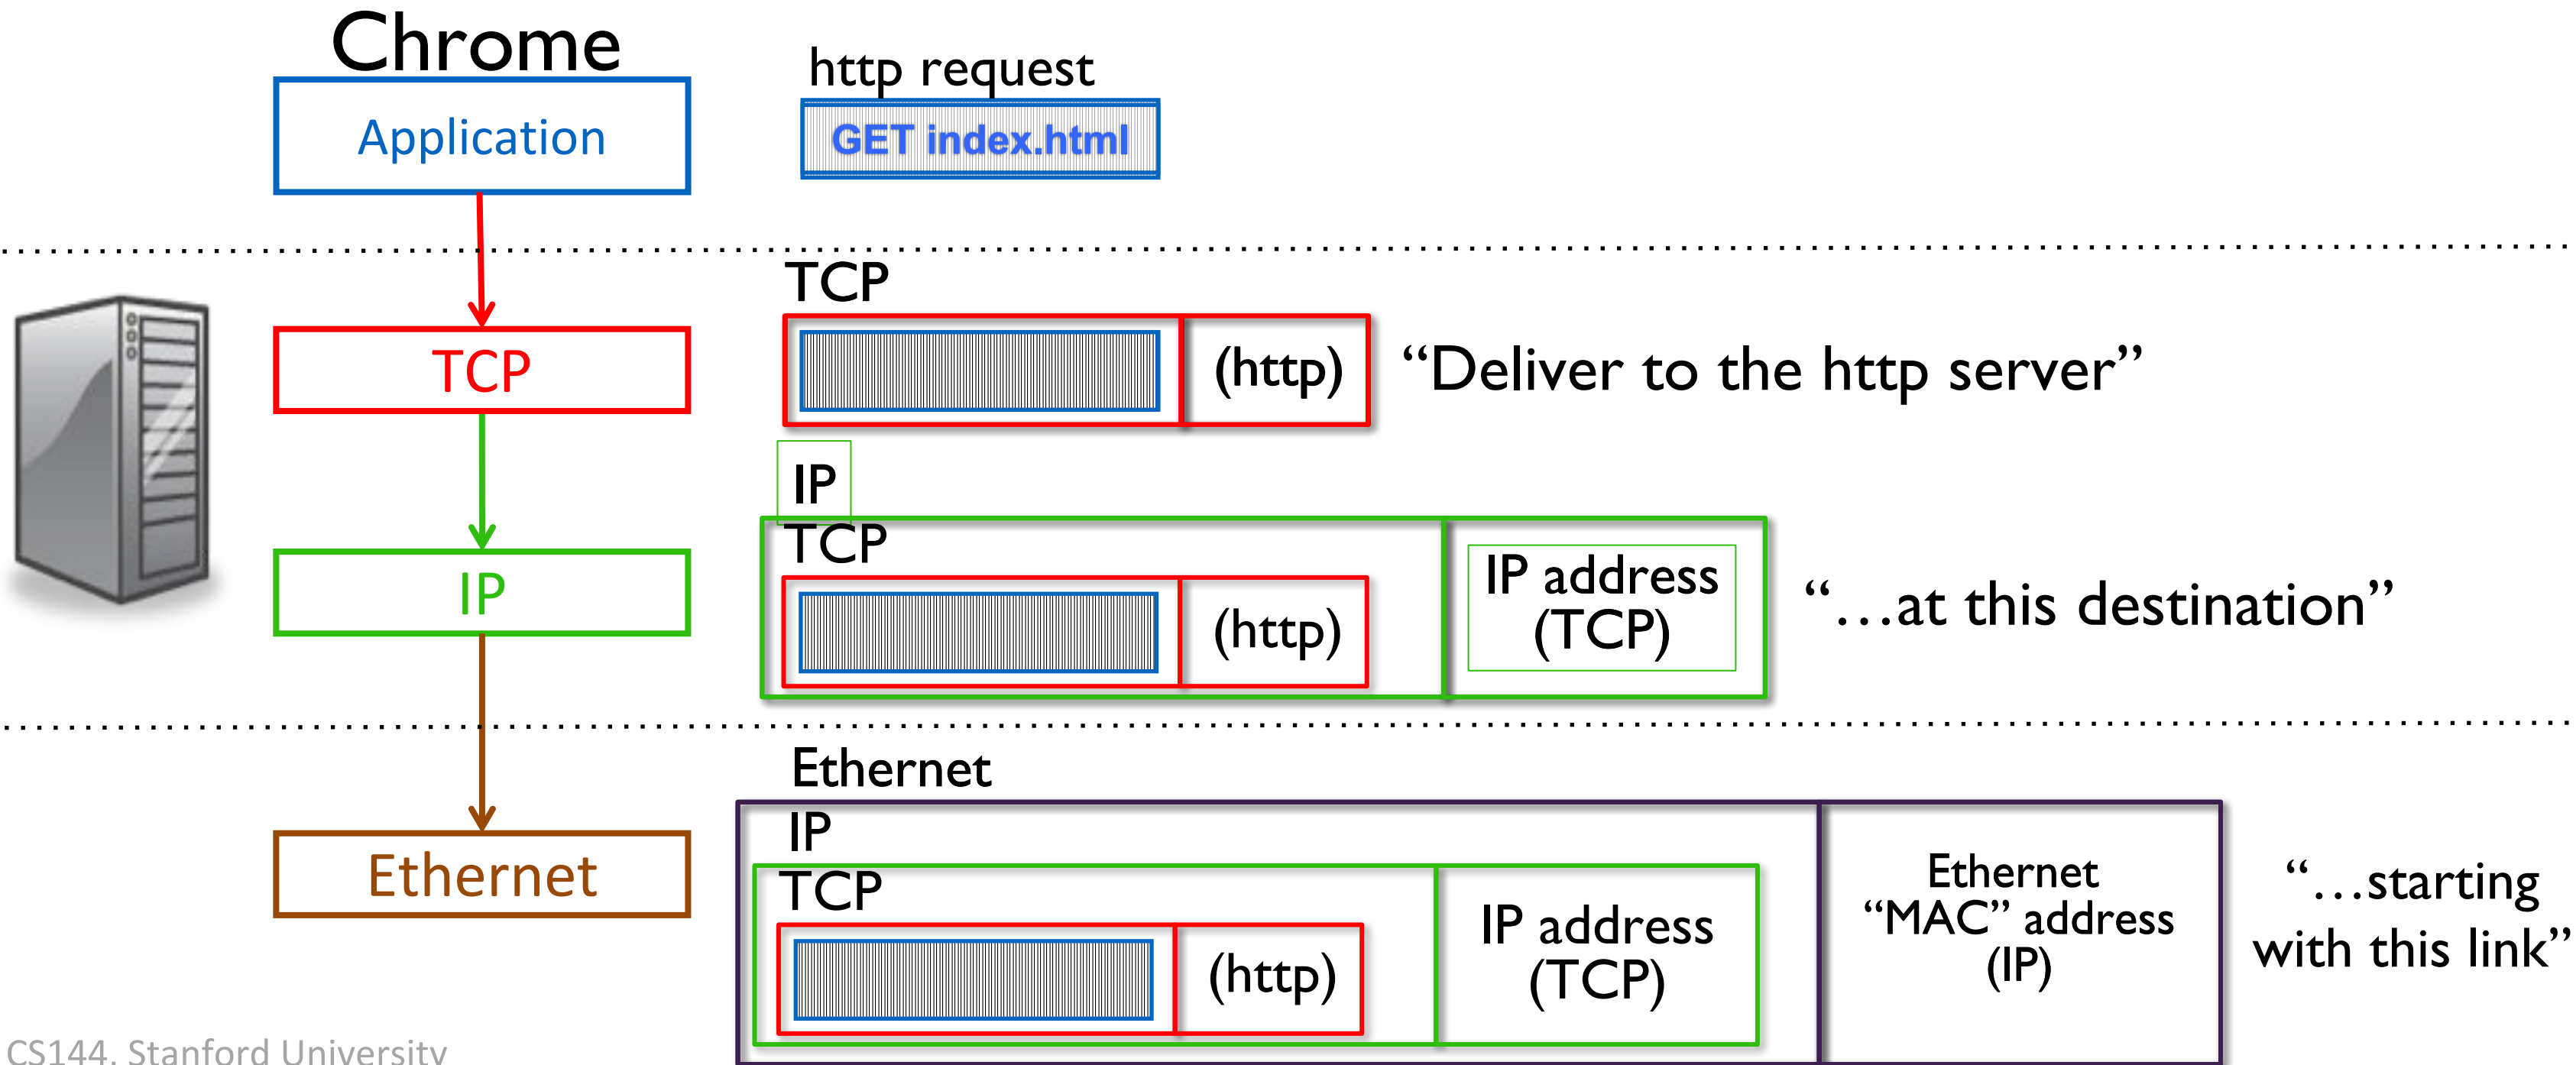 Chrome
Application
http request
GET index.html
TCP
TCP
(http)
“Deliver to the http server”
IP
IP
TCP
(http)
IP address
(TCP)
“…at this destination”
Ethernet
Ethernet
IP
TCP
(http)
IP address
(TCP)
Ethernet
“MAC” address
(IP)
“…starting
with this link”
CS144, Stanford University